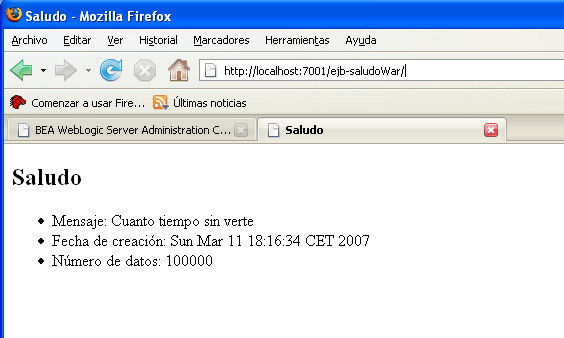 Saludo - Mozilla Firefox
Archivo Editar Ver Historial Marcadores Herramientas Ayuda
http://localhost:7001/ejb-saludoWar/
Comenzar a usar Fire... Últimas noticias
BEA WebLogic Server Administration C... Saludo
Saludo
• Mensaje: Cuanto tiempo sin verte
• Fecha de creación: Sun Mar 11 18:16:34 CET 2007
• Número de datos: 100000